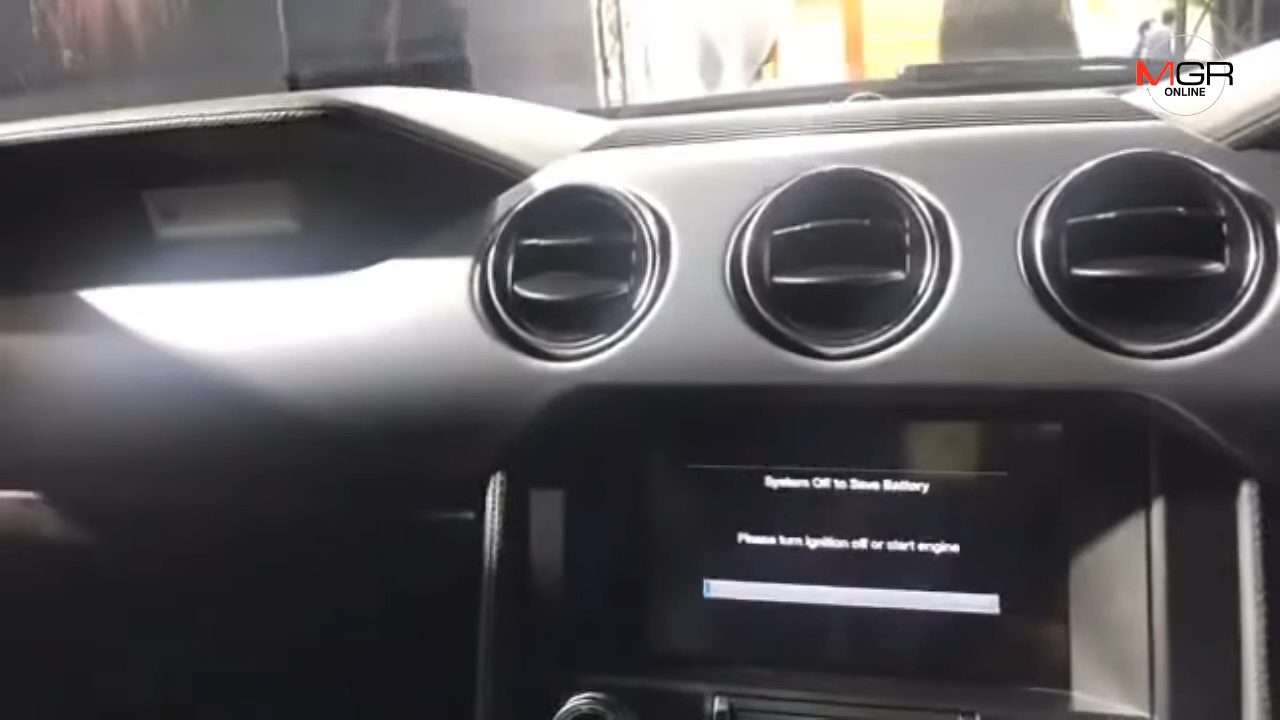 MGR
ONLINE
System Off to Save Battery
Please turn ignition off or start engine